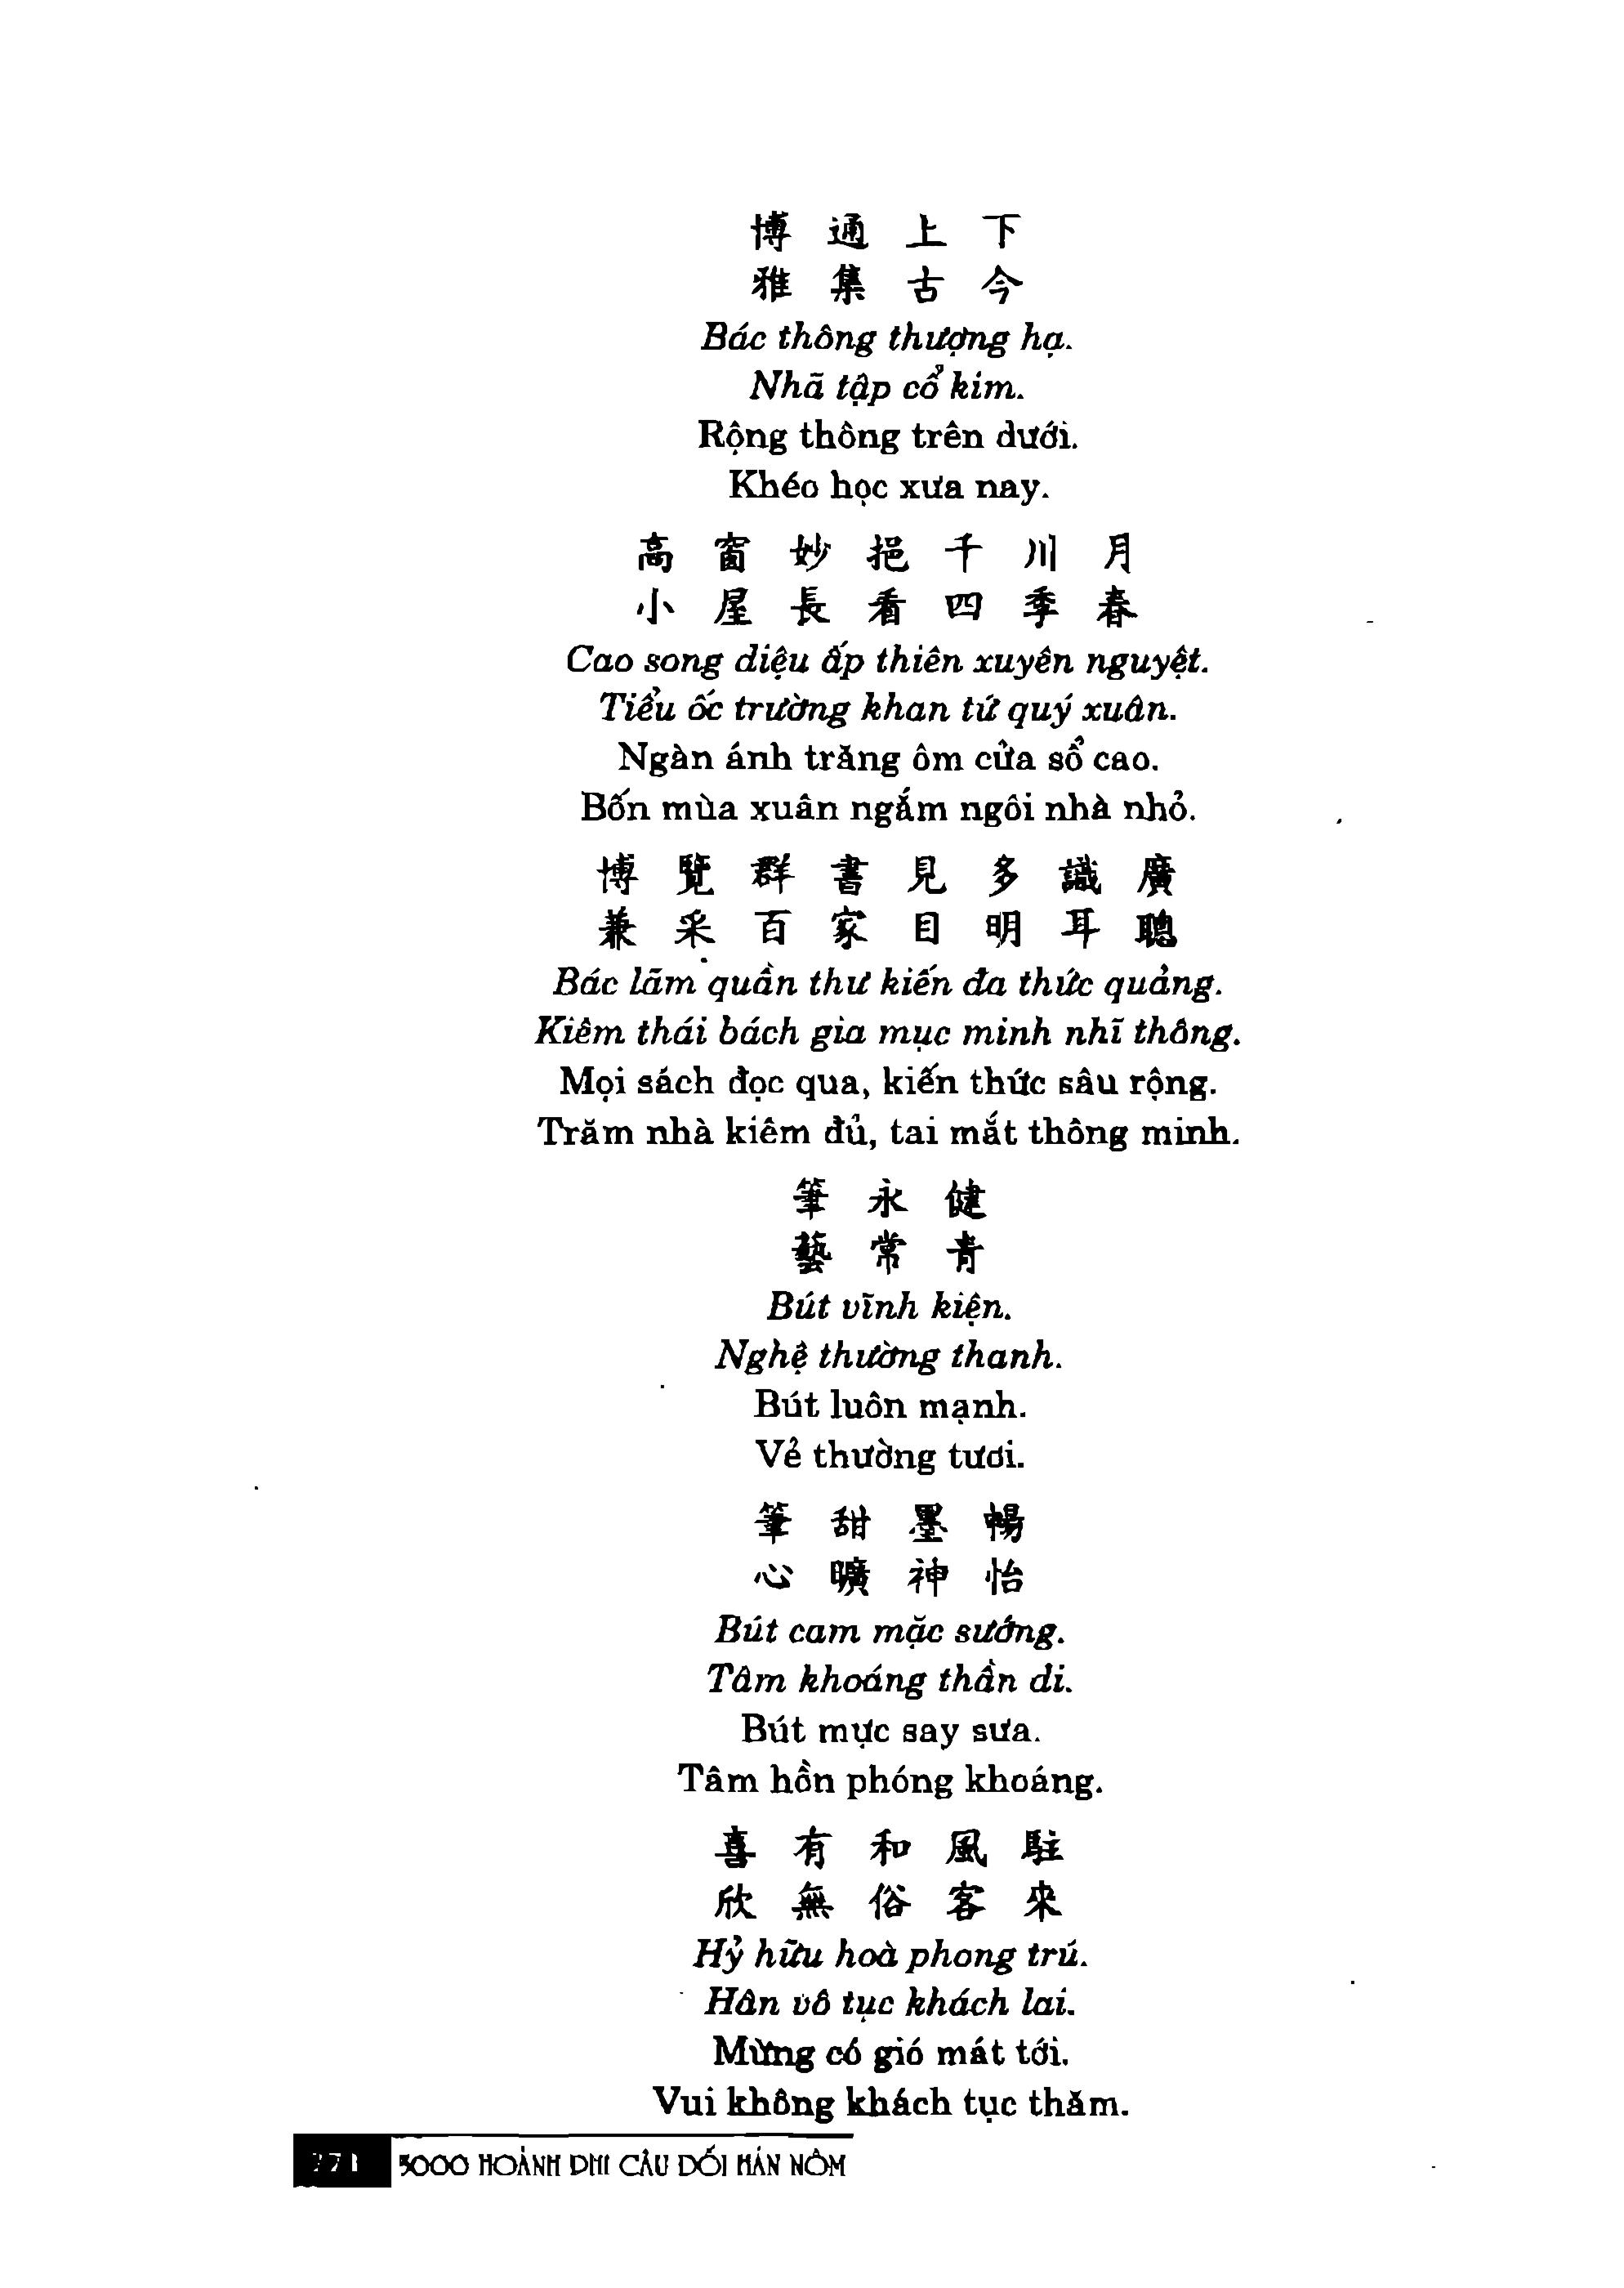 博通上下
雅集古今
Bác thông thượng hạ.
Nhã tập cổ kim.
Rộng thông trên dưới.
Khéo học xưa nay.
高窗妙挹千川月
小屋長看四季春
Cao song diệu ấp thiên xuyên nguyệt.
Tiểu ốc trường khan tứ quý xuân.
Ngàn ánh trăng ôm cửa sổ cao.
Bốn mùa xuân ngắm ngôi nhà nhỏ.
博覽群書見多識廣
兼采百家目明耳聰
Bác lãm quần thư kiến đa thức quảng.
Kiêm thái bách gia mục minh nhĩ thông.
Mọi sách đọc qua, kiến thức sâu rộng.
Trăm nhà kiêm đủ, tai mắt thông minh.
筆永健
藝常青
Bút vĩnh kiện.
Nghệ thường thanh.
Bút luôn mạnh.
Vẻ thường tươi.
筆甜墨暢
心曠神怡
Bút cam mặc sướng.
Tâm khoáng thần di.
Bút mực say sưa.
Tâm hồn phóng khoáng.
喜有和風駐
欣無俗客來
Hỷ hữu hoà phong trú.
Hân vô tục khách lai.
Mừng có gió mát tới.
Vui không khách tục thăm.
5000 HOÀNH PHI CÂU ĐỐI HÁN NÔM